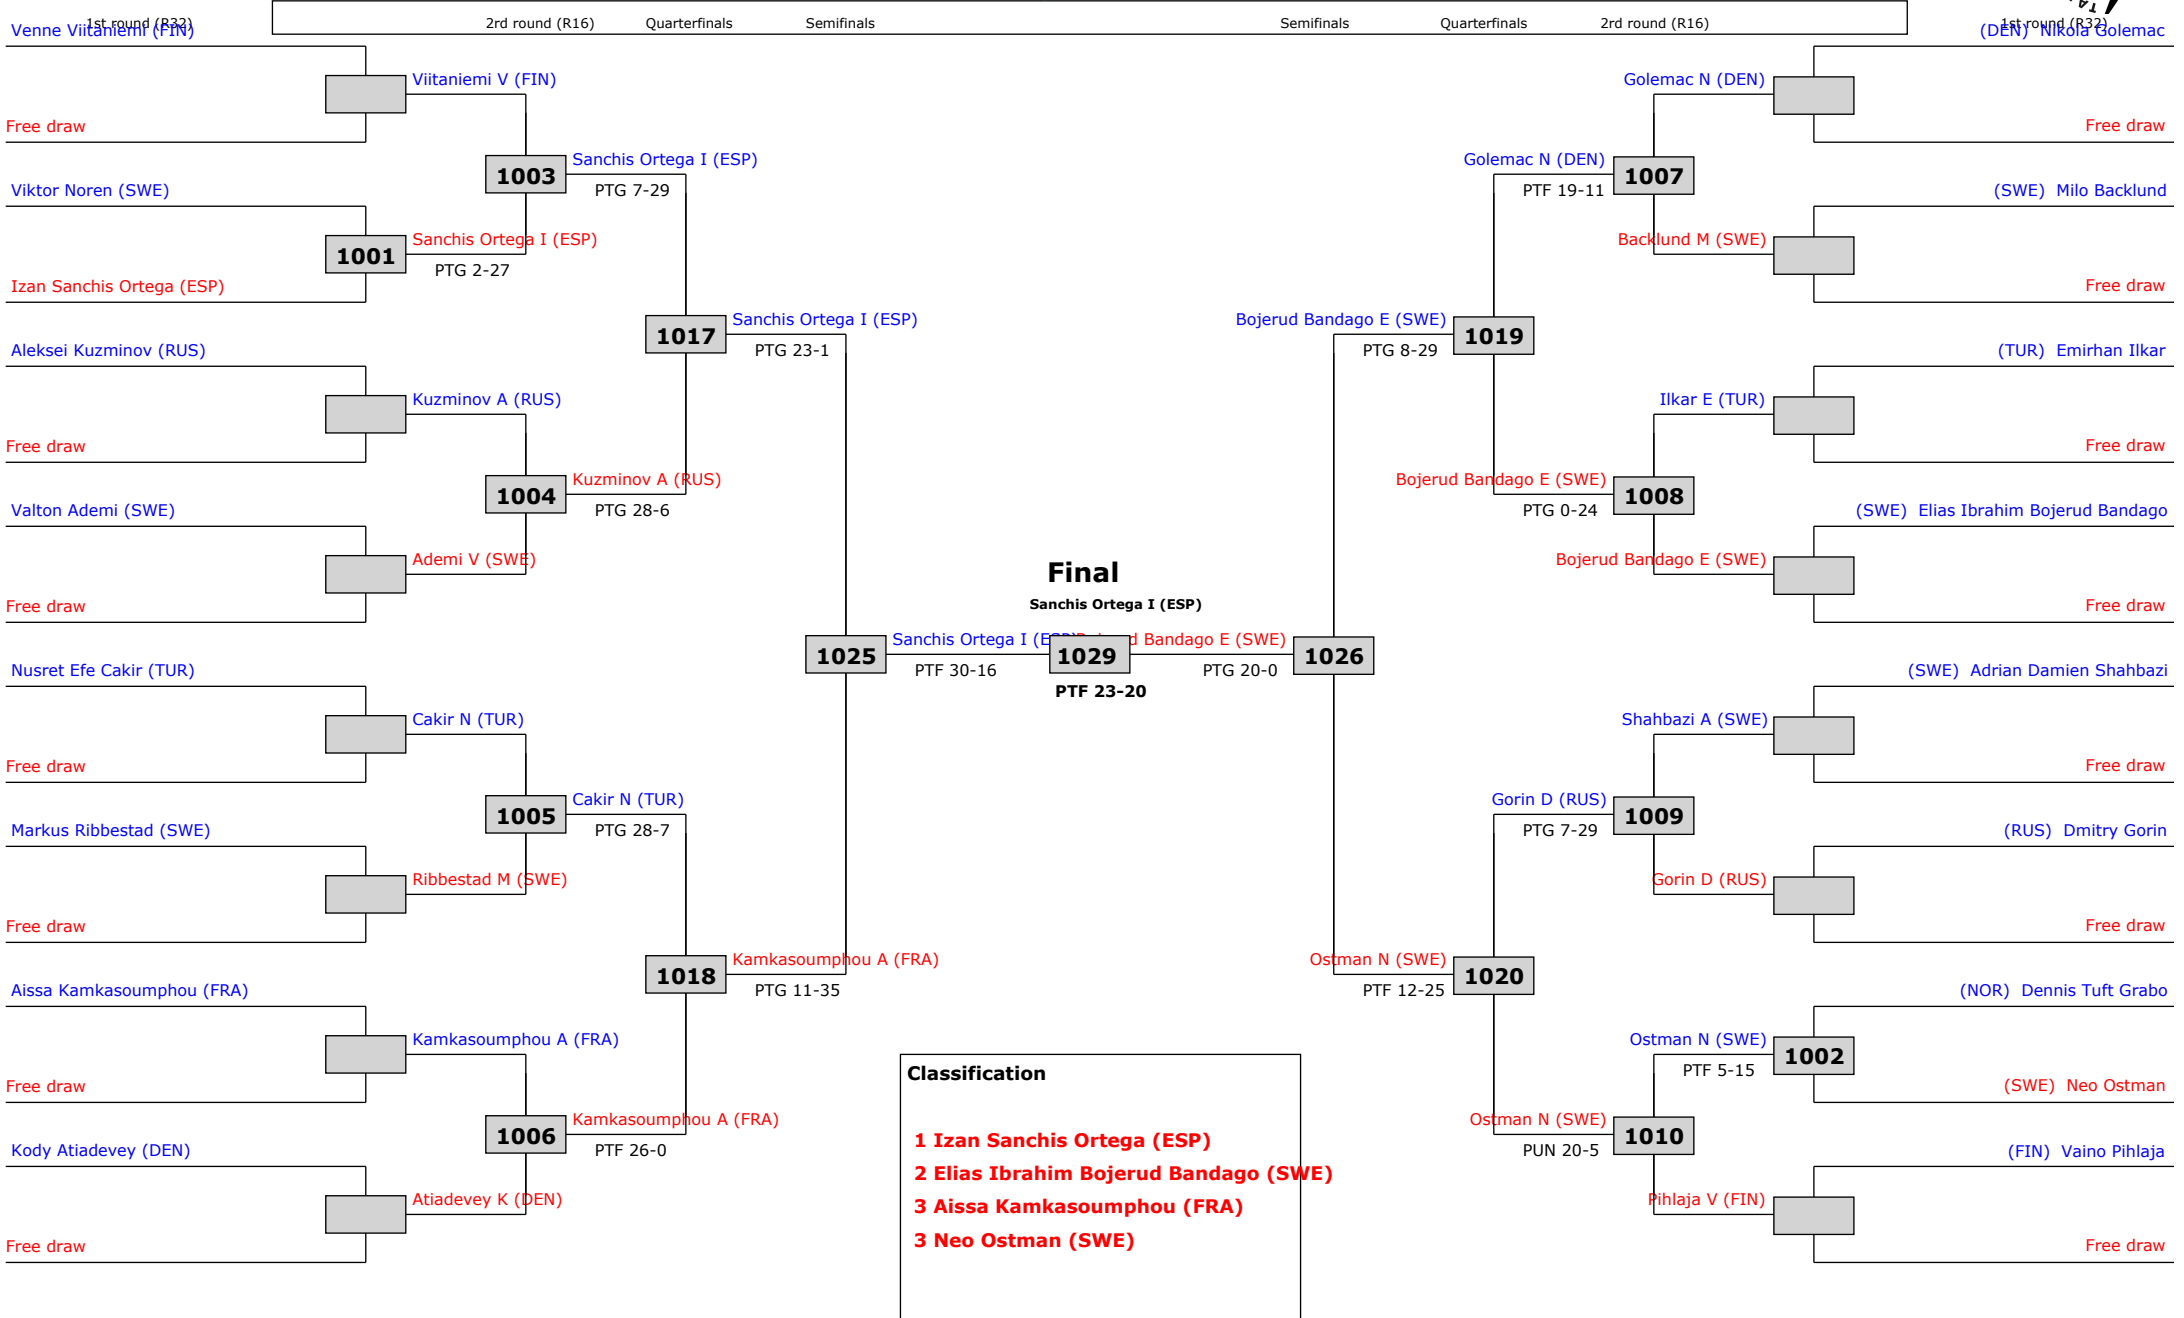 1st round (R32)
2rd round (R16)
Quarterfinals
Semifinals
Semifinals
Quarterfinals
2rd round (R16)
1st round (R32)
Venne Viitaniemi (FIN)
Viitaniemi V (FIN)
Free draw
1003
Sanchis Ortega I (ESP)
PTG 7-29
Viktor Noren (SWE)
1001
Sanchis Ortega I (ESP)
PTG 2-27
Izan Sanchis Ortega (ESP)
1017
Sanchis Ortega I (ESP)
PTG 23-1
Aleksei Kuzminov (RUS)
Kuzminov A (RUS)
Free draw
1004
Kuzminov A (RUS)
PTG 28-6
Valton Ademi (SWE)
Ademi V (SWE)
Free draw
Nusret Efe Cakir (TUR)
Cakir N (TUR)
Free draw
1005
Cakir N (TUR)
PTG 28-7
Markus Ribbestad (SWE)
Ribbestad M (SWE)
Free draw
1018
Kamkasoumphou A (FRA)
PTG 11-35
Aissa Kamkasoumphou (FRA)
Kamkasoumphou A (FRA)
Free draw
1006
Kamkasoumphou A (FRA)
PTF 26-0
Kody Atiadevey (DEN)
Atiadevey K (DEN)
Free draw
1025
Sanchis Ortega I
PTF 30-16
Final
Sanchis Ortega I (ESP)
1029
PTF 23-20
Bandago E (SWE)
PTG 20-0
1026
(DEN) Nikola Golemac
Golemac N (DEN)
Free draw
Golemac N (DEN)
PTF 19-11
1007
(SWE) Milo Backlund
Backlund M (SWE)
Free draw
Bojerud Bandago E (SWE)
PTG 8-29
1019
(TUR) Emirhan Ilkar
Ilkar E (TUR)
Free draw
Bojerud Bandago E (SWE)
PTG 0-24
1008
(SWE) Elias Ibrahim Bojerud Bandago
Bojerud Bandago E (SWE)
Free draw
(SWE) Adrian Damien Shahbazi
Shahbazi A (SWE)
Free draw
Gorin D (RUS)
PTG 7-29
1009
(RUS) Dmitry Gorin
Gorin D (RUS)
Free draw
Ostman N (SWE)
PTF 12-25
1020
(NOR) Dennis Tuft Grabo
Ostman N (SWE)
PTF 5-15
1002
(SWE) Neo Ostman
Ostman N (SWE)
PUN 20-5
1010
(FIN) Vaino Pihlaja
Pihlaja V (FIN)
Free draw
Classification
1 Izan Sanchis Ortega (ESP)
2 Elias Ibrahim Bojerud Bandago (SWE)
3 Aissa Kamkasoumphou (FRA)
3 Neo Ostman (SWE)